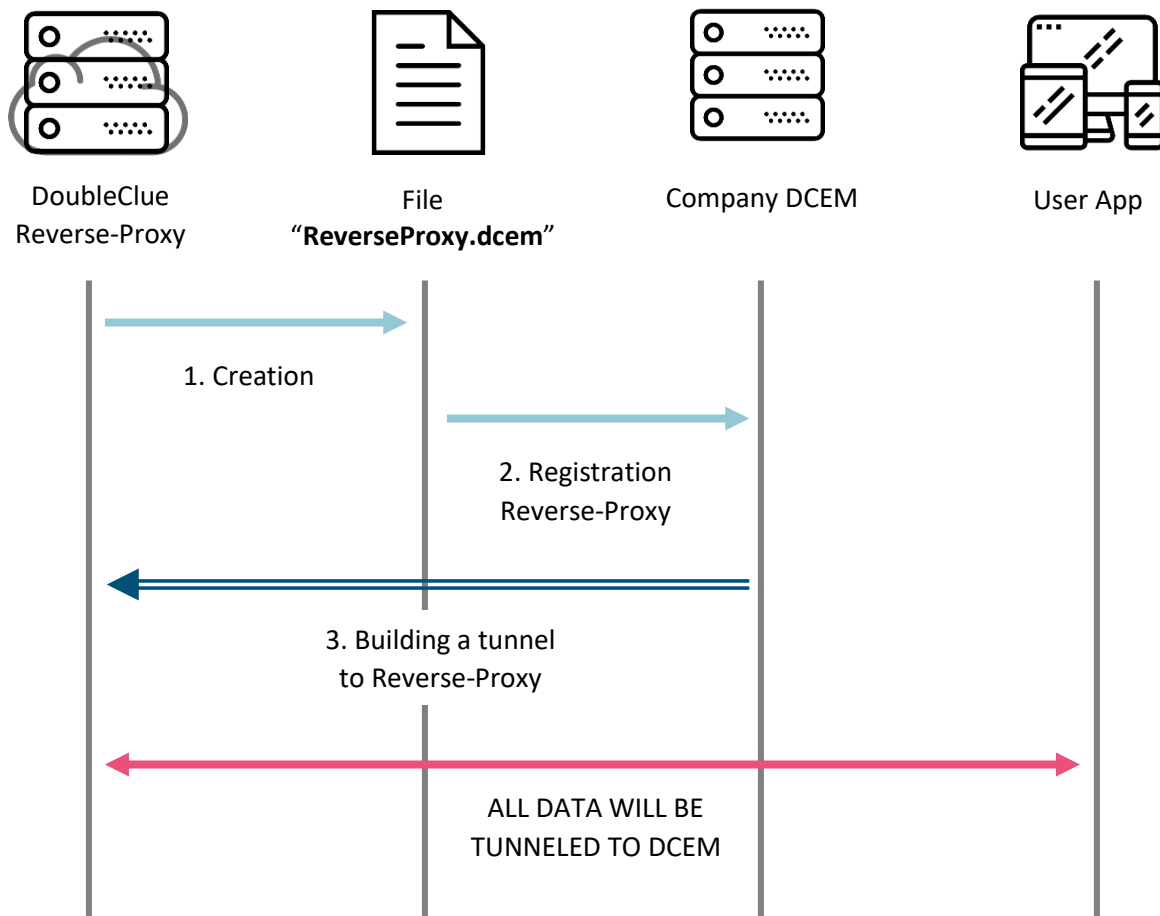 DoubleClue
Reverse-Proxy
File
“ReverseProxy.dcem”
Company DCEM
User App
1. Creation
2. Registration
Reverse-Proxy
3. Building a tunnel
to Reverse-Proxy
ALL DATA WILL BE
TUNNELED TO DCEM